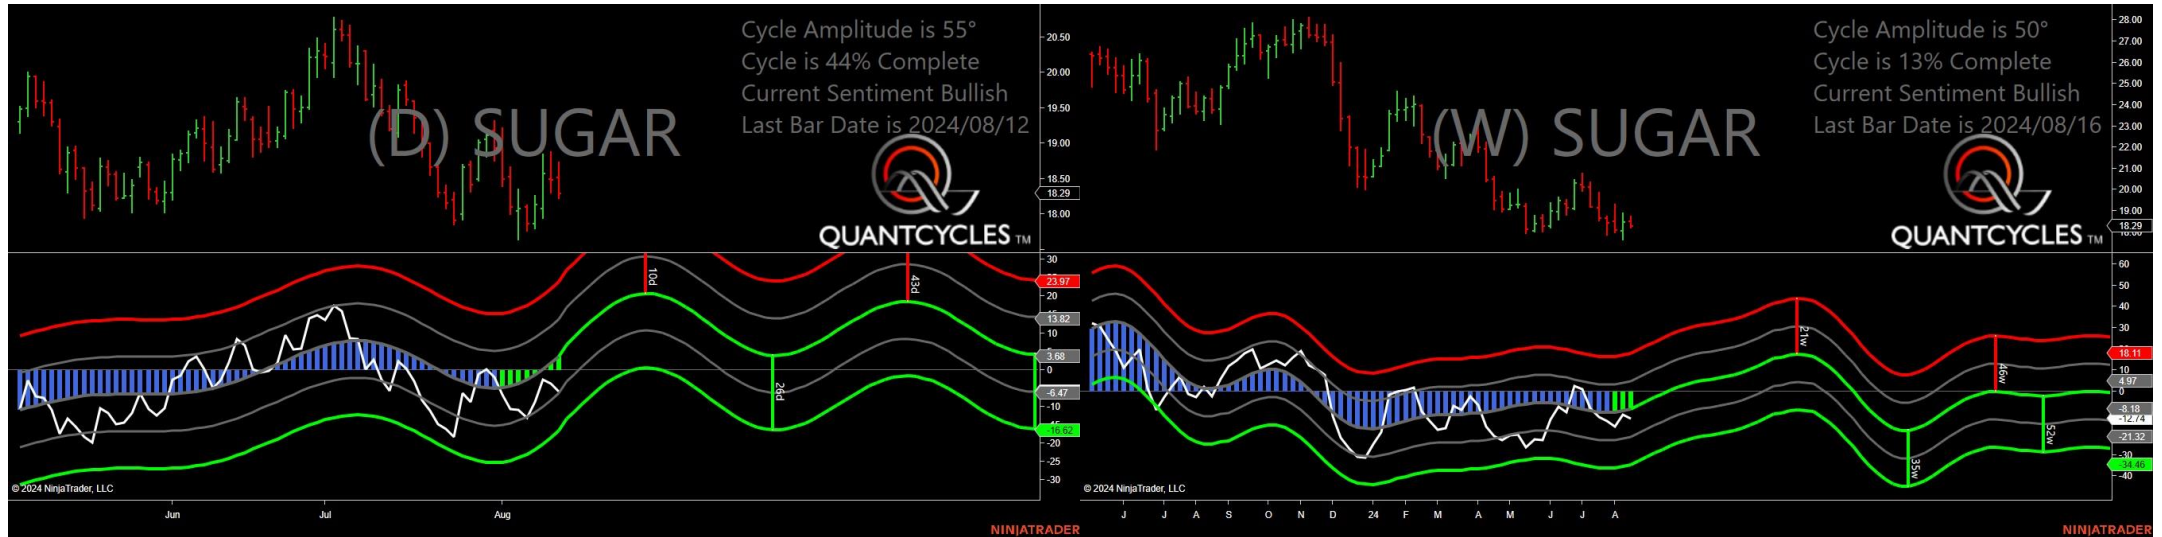 Cycle Amplitude is 55°
Cycle is 44% Complete
Current Sentiment Bullish
Last Bar Date is 2024/08/12
(D) SUGAR
QUANTCYCLES TM
20.50
20.00
19.50
19.00
18.50
18.29
18.00
30
23.97
20
13.82
10
3.68
0
-6.47
-10
-16.62
-20
-25
-30
10d
26d
43d
© 2024 NinjaTrader, LLC
Jun
Jul
Aug
NINJATRADER
Cycle Amplitude is 50°
Cycle is 13% Complete
Current Sentiment Bullish
Last Bar Date is 2024/08/16
(W) SUGAR
QUANTCYCLES TM
28.00
27.00
26.00
25.00
24.00
23.00
22.00
21.00
20.00
19.00
18.29
60
50
40
30
18.11
4.97
0
-8.18
-12.74
-21.32
-30
-34.46
-40
21w
35w
46w
52w
© 2024 NinjaTrader, LLC
J J A S O N D 24 F M A M J J A
NINJATRADER